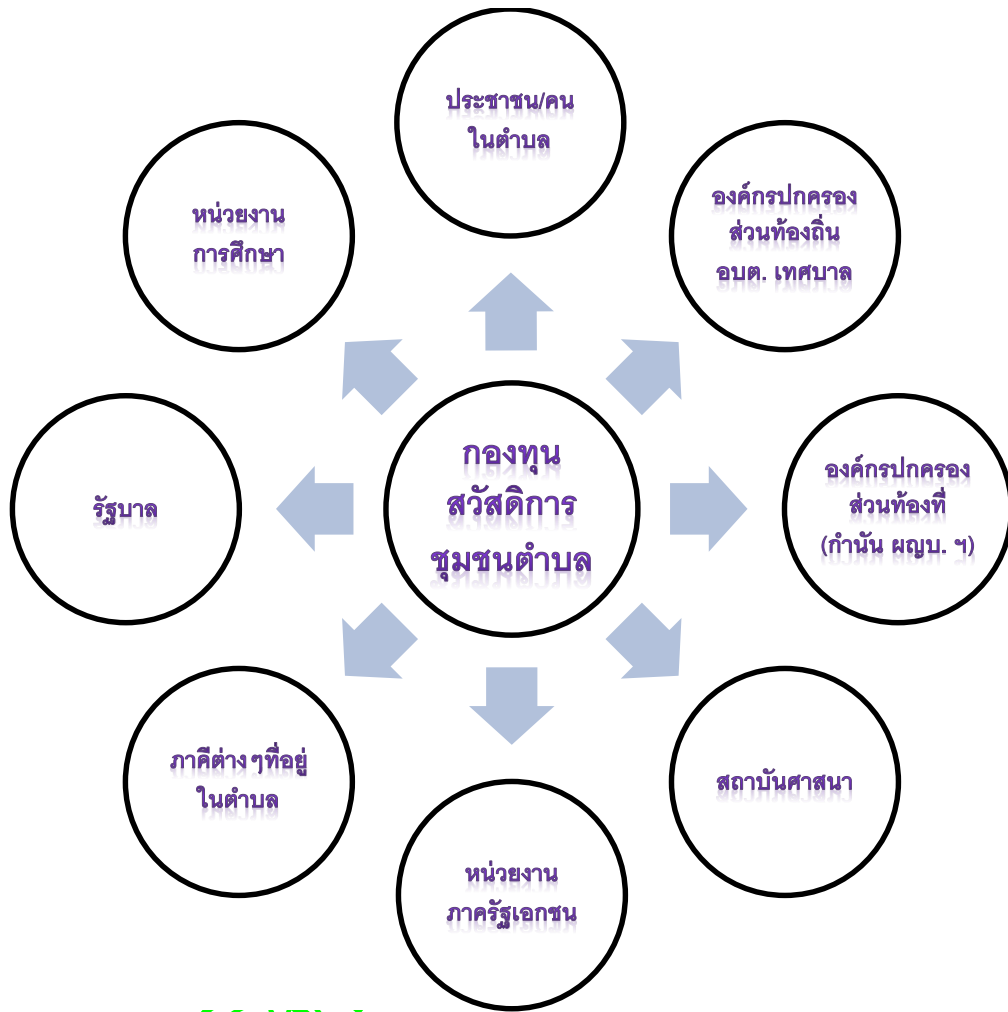 ประชาชน/คน
ในตำบล
องค์กรปกครอง
ส่วนท้องถิ่น
อบต. เทศบาล
องค์กรปกครอง
ส่วนท้องที่
(กำนัน ผญบ. ฯ)
สถาบันศาสนา
หน่วยงาน
ภาครัฐเอกชน
ภาคีต่างๆที่อยู่
ในตำบล
รัฐบาล
หน่วยงาน
การศึกษา
กองทุน
สวัสดิการ
ชุมชนตำบล